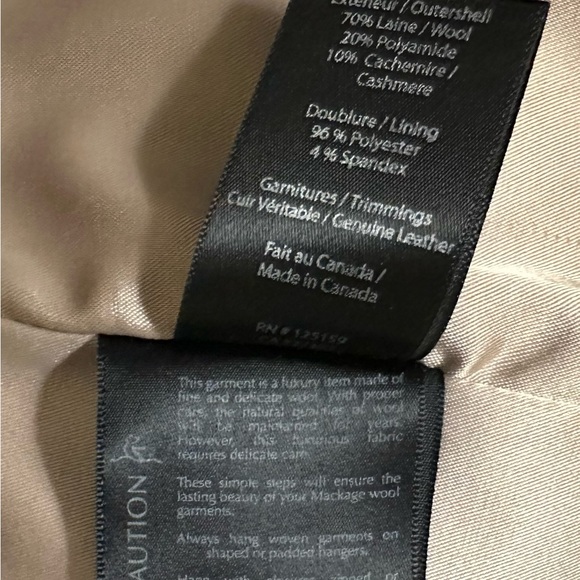 Extérieur / Outershell
70% Laine / Wool
20% Polyamide
10% Cachemire /
Cashmere
Doublure / Lining
96 % Polyester
4 % Spandex
Garnitures / Trimmings
Cuir Véritable / Genuine Leather
Fait au Canada /
Made in Canada
RN # 125159
This garment is a luxury item made of
fine and delicate wool. With proper
care, the natural qualities of wool
will be maintained for years.
However, this luxurious fabric
requires delicate care.
These simple steps will ensure the
lasting beauty of your Mackage wool
garments.
Always hang woven garments on
shaped or padded hangers.
AUTION